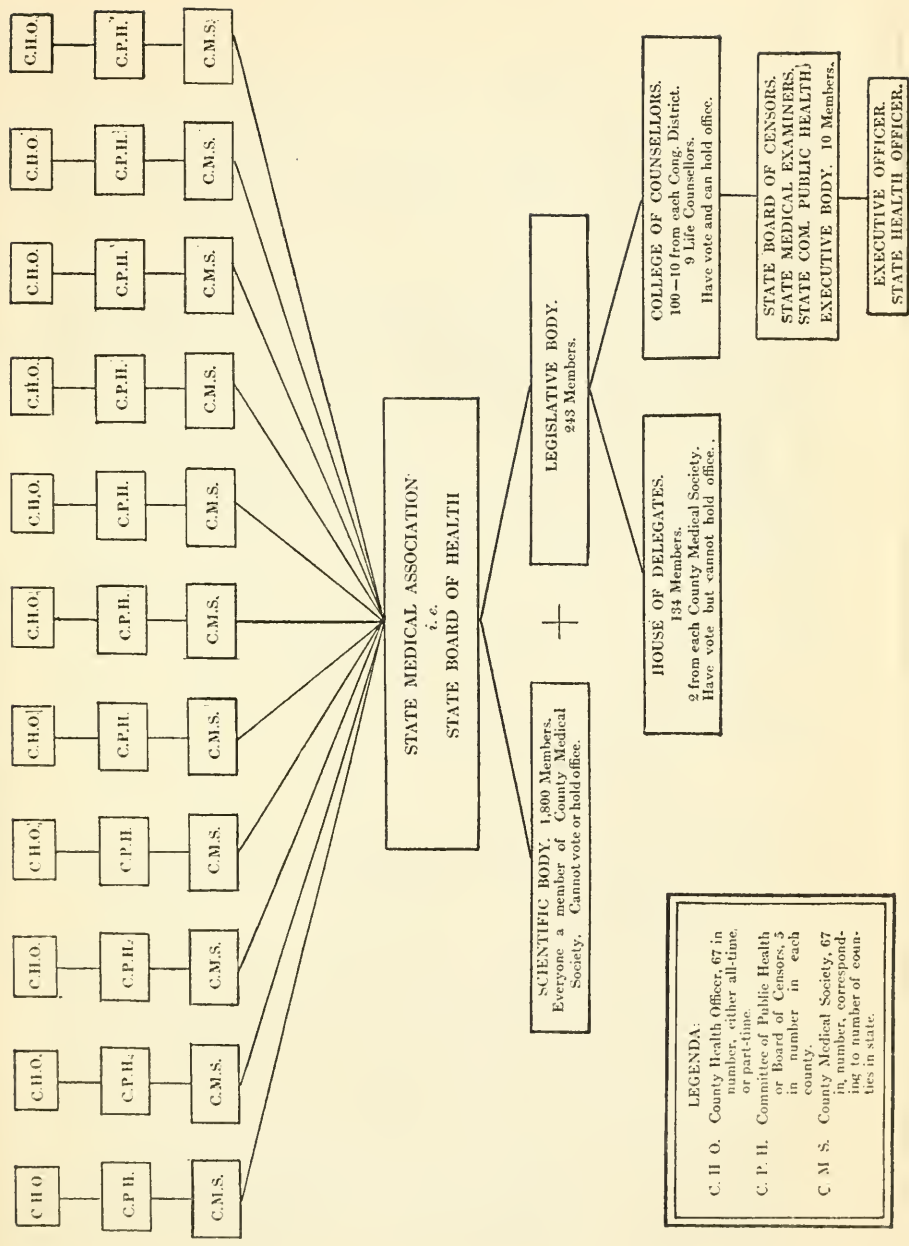 C H O
C.H.O.
C.H.O.
C H.O.
C.H.O.
C.H.O.
C.H.O.
C.H.O.
C.H.O.
C.H.O.
C.H.O.
C.P H.
C.P.H.
C.P.H.
C.P.H.
C.P.H.
C.P.H.
C.P.H.
C.P.H.
C.P.H.
C.P.H.
C.P.H.
C.M.S.
C.M.S.
C.M.S.
C.M.S.
C.M.S.
C.M.S.
C.M.S.
C.M.S.
C.M.S.
C.M.S.
C.M.S.
STATE MEDICAL ASSOCIATION
i. e.
STATE BOARD OF HEALTH
SCIENTIFIC BODY. 1,800 Members.
Everyone a member of County Medical
Society. Cannot vote or hold office.
+
LEGISLATIVE BODY.
243 Members.
HOUSE OF DELEGATES.
134 Members.
2 from each County Medical Society.
Have vote but cannot hold office.
COLLEGE OF COUNSELLORS.
100—10 from each Cong. District.
9 Life Counsellors.
Have vote and can hold office.
STATE BOARD OF CENSORS.
STATE MEDICAL EXAMINERS.
STATE COM. PUBLIC HEALTH)
EXECUTIVE BODY. 10 Members.
EXECUTIVE OFFICER.
STATE HEALTH OFFICER.
LEGENDA:
C. H O. County Health Officer, 67 in
number, either all-time,
or part-time.
C. P. H. Committee of Public Health
or Board of Censors, 5
in number in each
county.
C M S. County Medical Society, 67
in, number, correspond-
ing to number of coun-
ties in state.